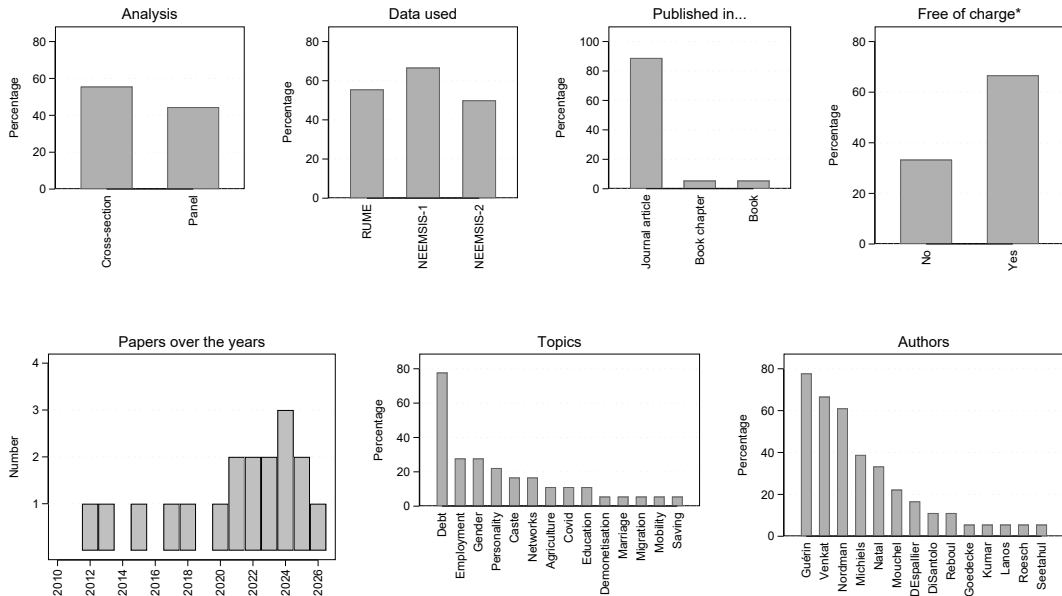 Analysis
Percentage
80
60
40
20
0
Cross-section
Panel
Data used
Percentage
80
60
40
20
0
RUME
NEEMSIS-1
NEEMSIS-2
Published in...
Percentage
100
80
60
40
20
0
Journal article
Book chapter
Book
Free of charge*
Percentage
80
60
40
20
0
No
Yes
Papers over the years
Number
4
3
2
1
2010
2012
2014
2016
2018
2020
2022
2024
2026
Topics
Percentage
80
60
40
20
0
Debt
Employment
Gender
Personality
Caste
Networks
Agriculture
Covid
Education
Demonetisation
Marriage
Migration
Mobility
Saving
Authors
Percentage
80
60
40
20
0
Guérin
Venkat
Nordman
Michiels
Natal
Mouchel
DEspallier
DiSantolo
Reboul
Goedecke
Kumar
Lanos
Roesch
Seetahul